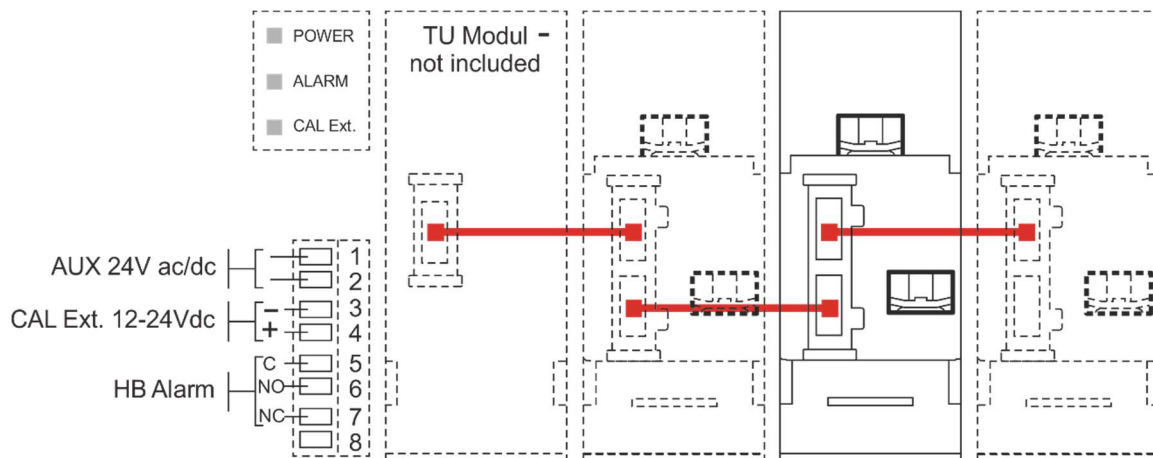 POWER
ALARM
CAL Ext.
TU Modul -
not included
AUX 24V ac/dc
1
2
CAL Ext. 12-24Vdc
- 3
+ 4
HB Alarm
C 5
NO 6
NC 7
8